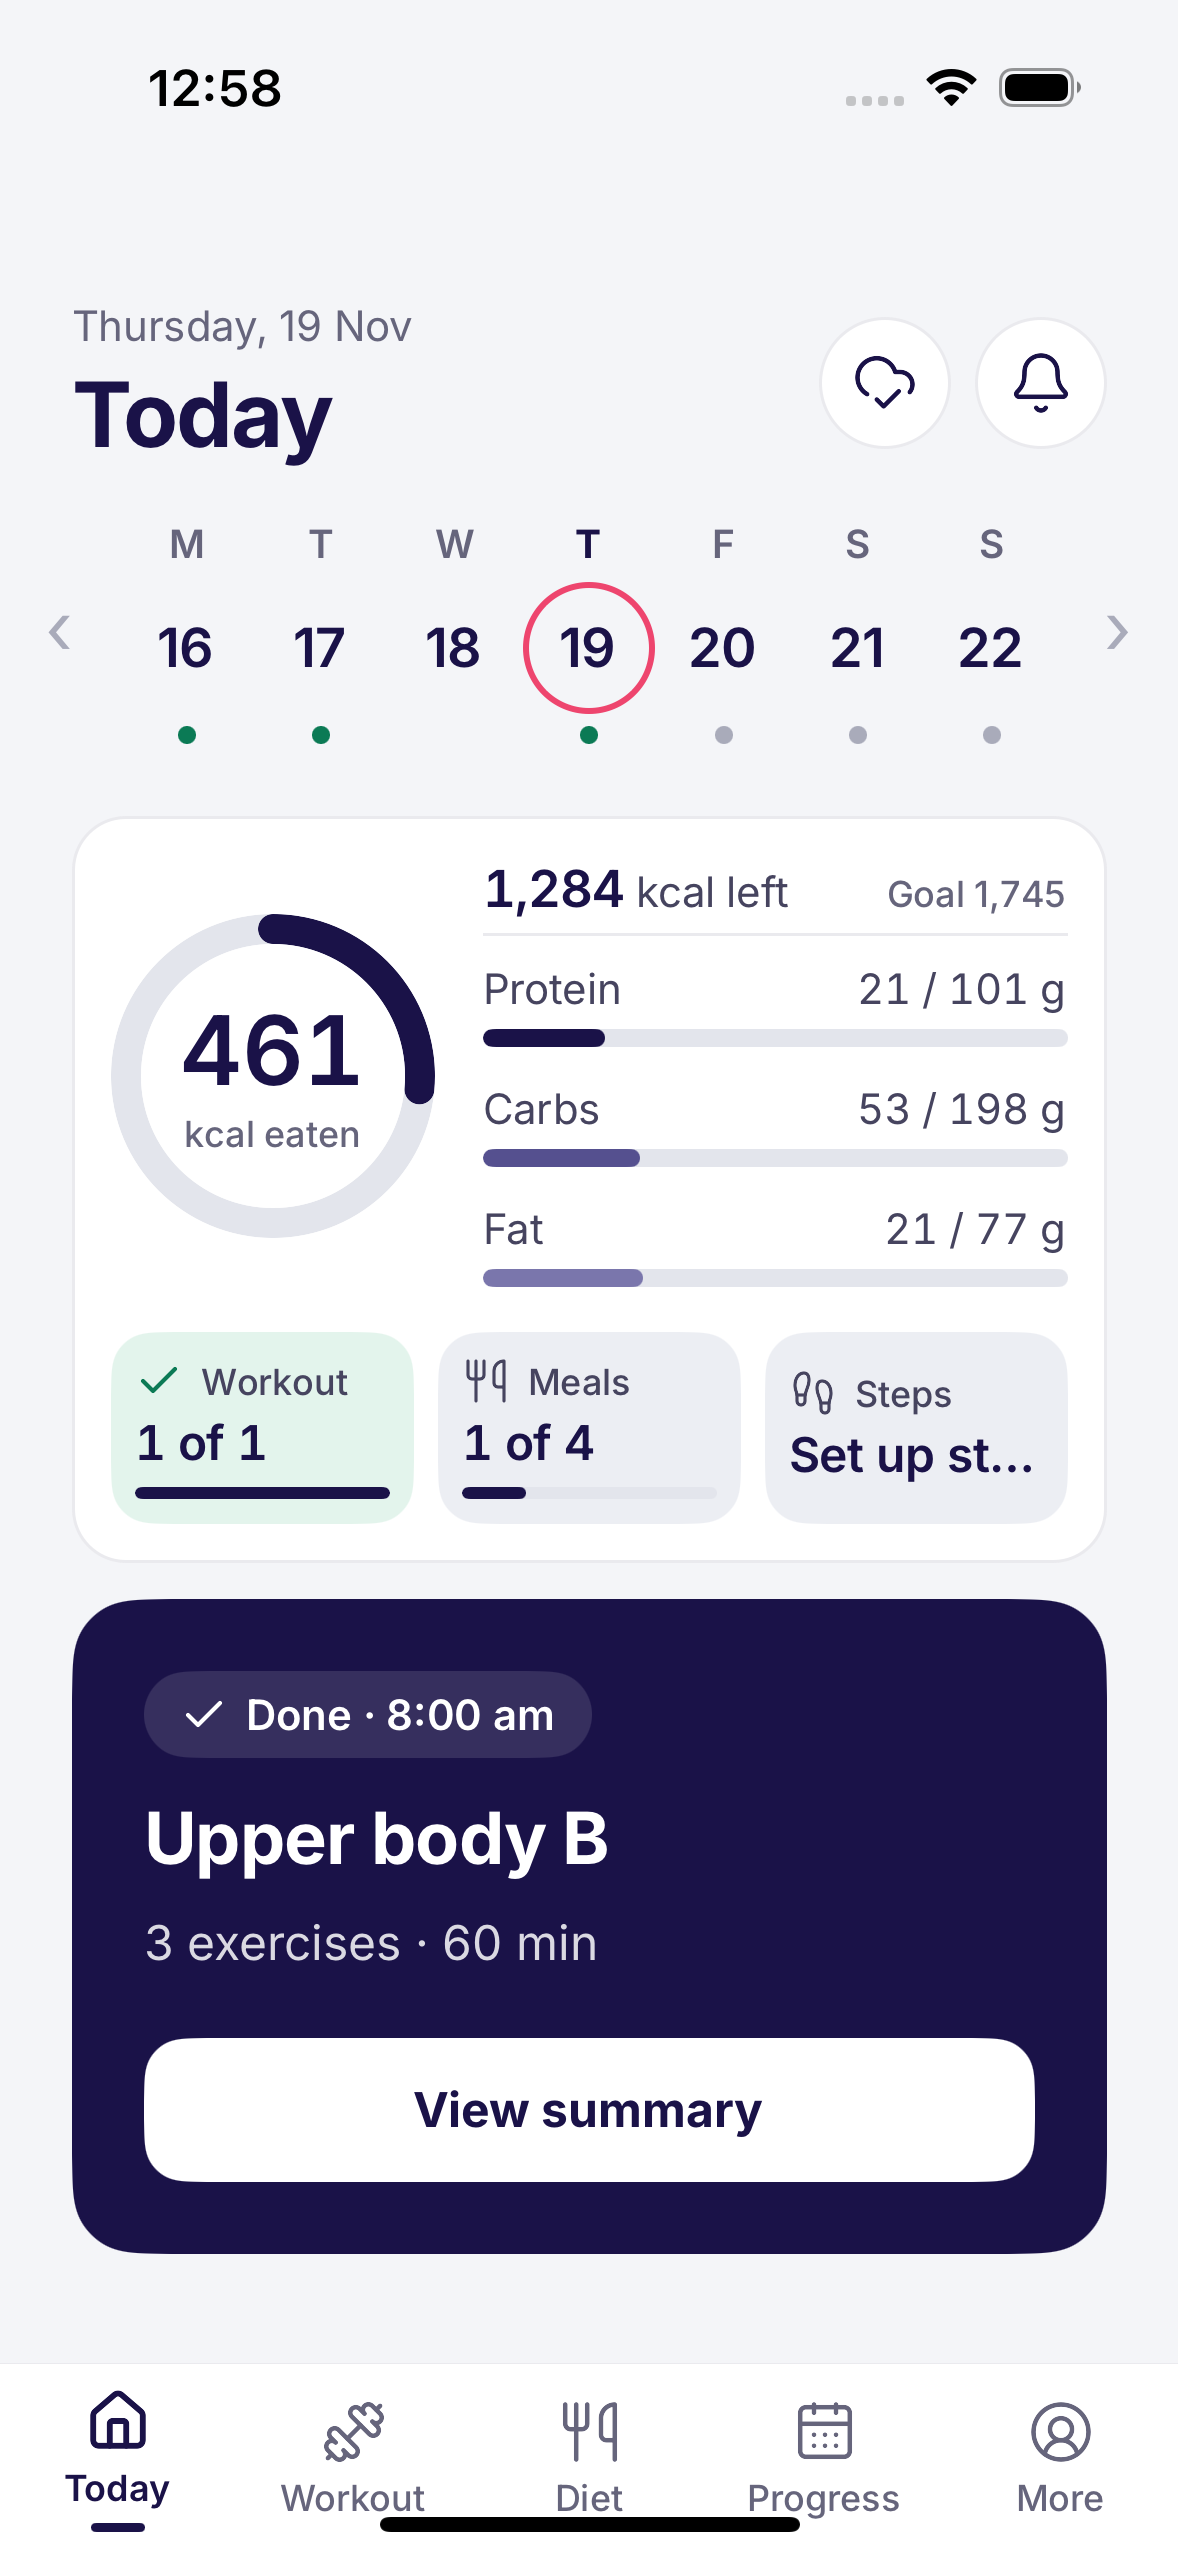 12:58
Thursday, 19 Nov
Today
M T W T F S S
16 17 18 19 20 21 22
1,284 kcal left Goal 1,745
461
kcal eaten
Protein 21 / 101 g
Carbs 53 / 198 g
Fat 21 / 77 g
Workout
1 of 1
Meals
1 of 4
Steps
Set up st...
Done · 8:00 am
Upper body B
3 exercises · 60 min
View summary
Today Workout Diet Progress More